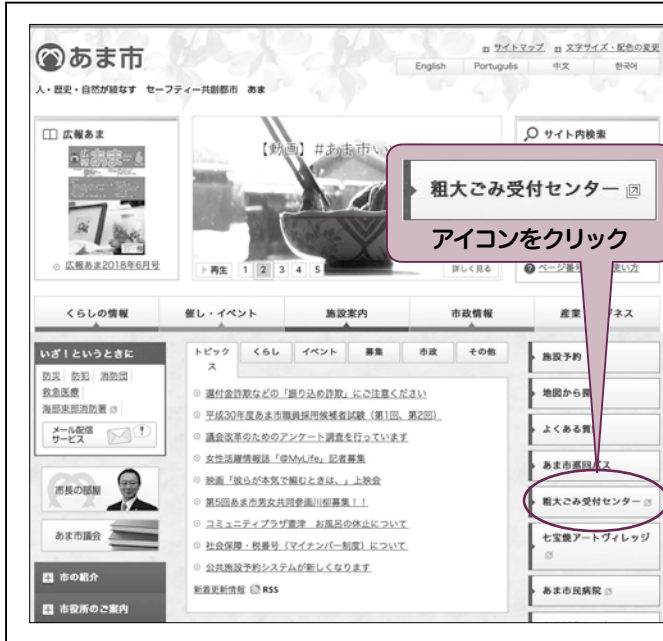 あま市
サイトマップ 文字サイズ・配色の変更
English Português 中文 한국어
人・歴史・自然が綾なす セーフティー共創都市 あま
広報あま
【動画】#あま市い
サイト内検索
粗大ごみ受付センター
アイコンをクリック
広報あま2018年6月号
再生 1 2 3 4 5
詳しく見る
ページ番号 使い方
くらしの情報 催し・イベント 施設案内 市政情報 産業 ネス
いざ!というときに
防災 防犯 消防団
救急医療
海部東部消防署
メール配信
サービス
市長の部屋
あま市議会
市の紹介
市役所のご案内
トピックス くらし イベント 募集 市政 その他
還付金詐欺などの「振り込め詐欺」にご注意ください
平成30年度あま市職員採用候補者試験(第1回、第2回)
議会改革のためのアンケート調査を行っています
女性活躍情報誌「@MyLife」記者募集
映画「彼らが本気で編むときは、」上映会
第5回あま市男女共同参画川柳募集!!
コミュニティプラザ萱津 お風呂の休止について
社会保障・税番号(マイナンバー制度)について
公共施設予約システムが新しくなります
新着更新情報 RSS
施設予約
地図から探
よくある質
あま市巡回バス
粗大ごみ受付センター
七宝焼アートヴィレッジ
あま市民病院